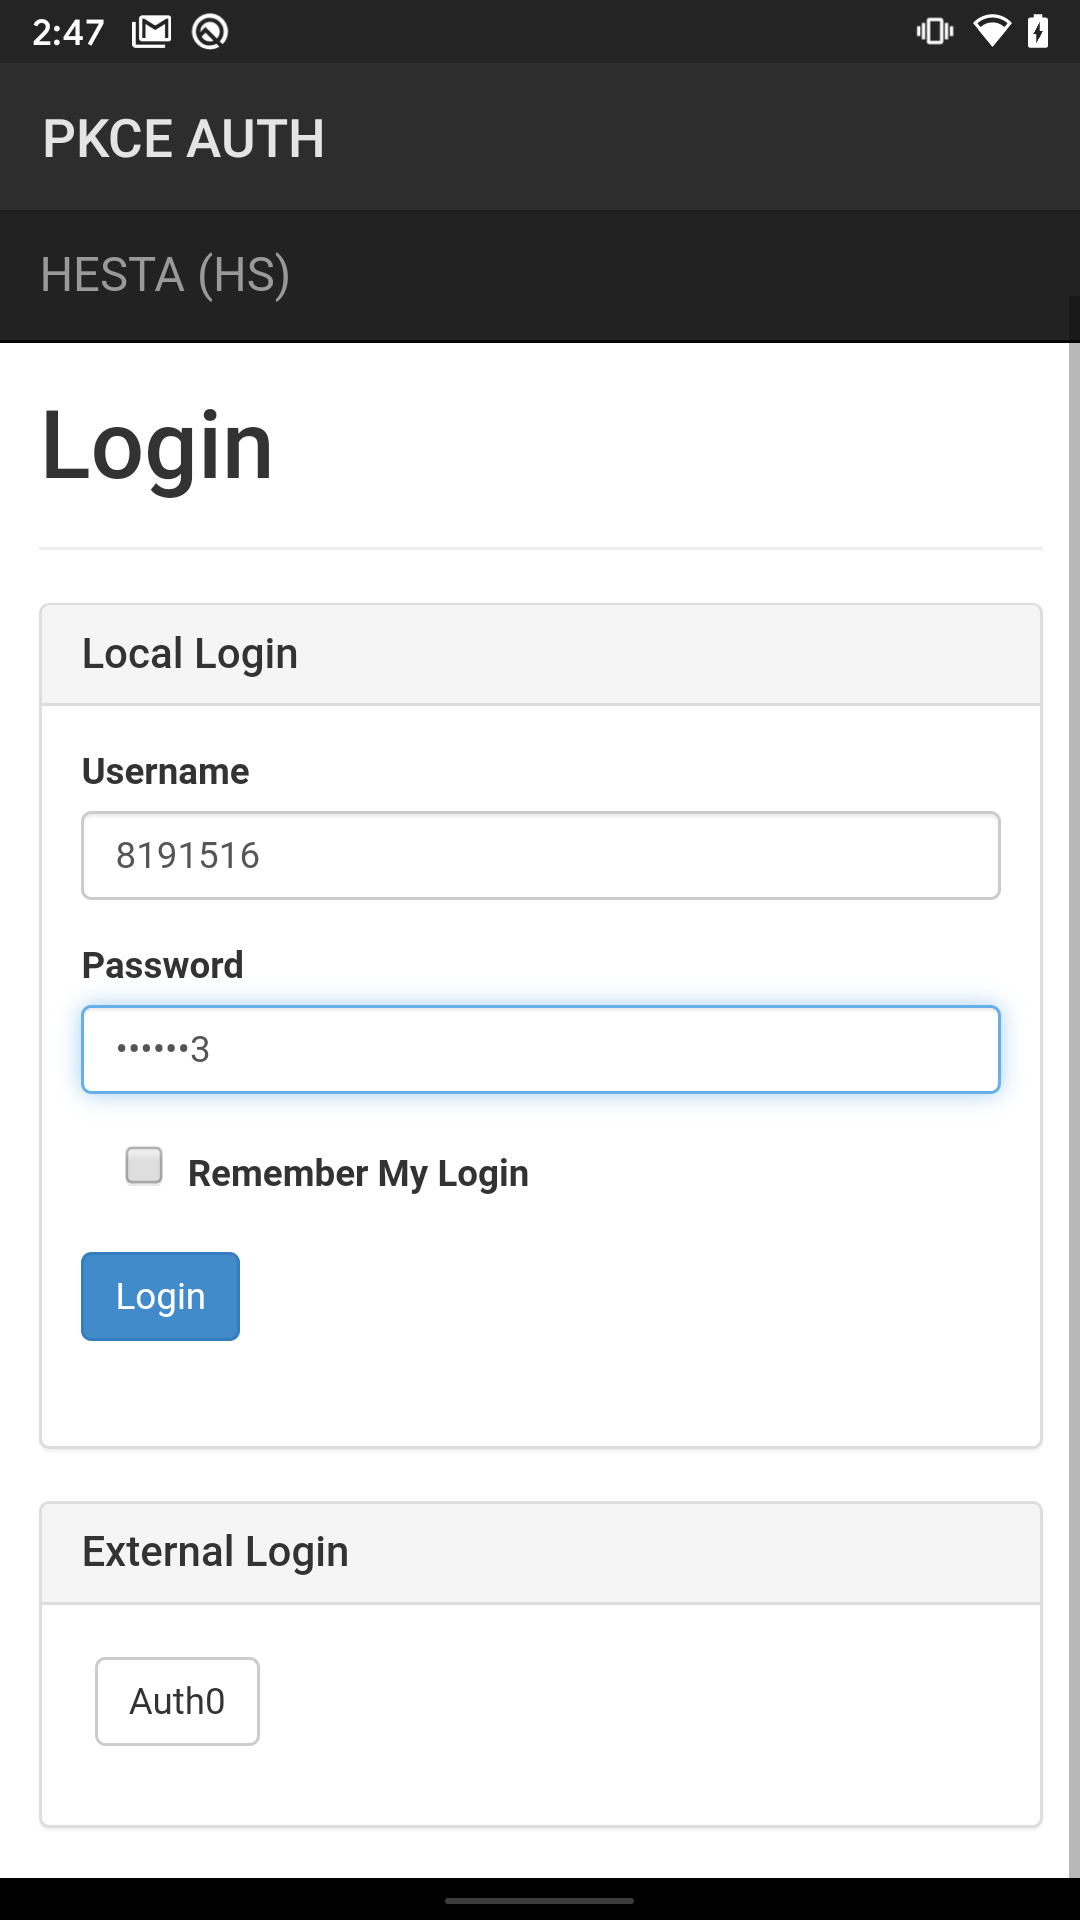 2:47
PKCE AUTH
HESTA (HS)
Login
Local Login
Username
8191516
Password
••••••3
Remember My Login
Login
External Login
Auth0